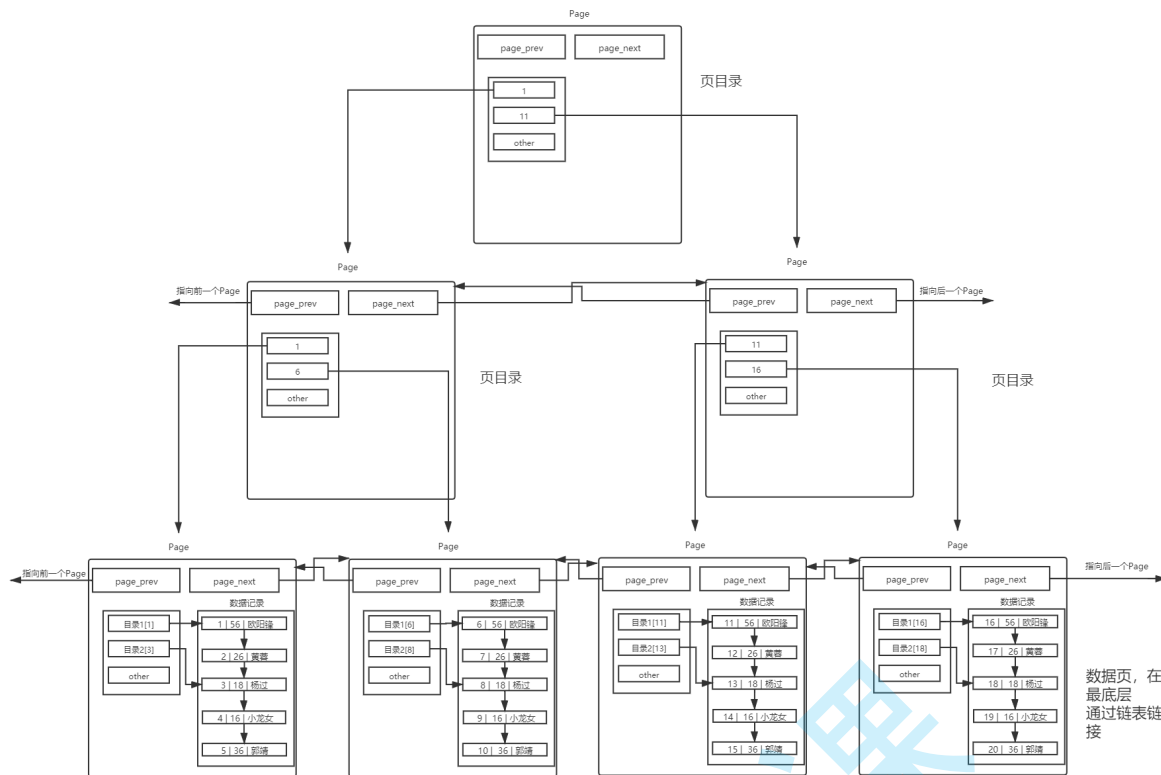 Page
page_prev
page_next
1
11
other
页目录
Page
指向前一个Page
page_prev
page_next
1
6
other
页目录
Page
page_prev
page_next
指向后一个Page
11
16
other
页目录
Page
指向前一个Page
page_prev
page_next
数据记录
目录1[1]
目录2[3]
other
1 | 56 | 欧阳锋
2 | 26 | 黄蓉
3 | 18 | 杨过
4 | 16 | 小龙女
5 | 36 | 郭靖
Page
page_prev
page_next
数据记录
目录1[6]
目录2[8]
other
6 | 56 | 欧阳锋
7 | 26 | 黄蓉
8 | 18 | 杨过
9 | 16 | 小龙女
10 | 36 | 郭靖
Page
page_prev
page_next
数据记录
目录1[11]
目录2[13]
other
11 | 56 | 欧阳锋
12 | 26 | 黄蓉
13 | 18 | 杨过
14 | 16 | 小龙女
15 | 36 | 郭靖
Page
page_prev
page_next
指向后一个Page
数据记录
目录1[16]
目录2[18]
other
16 | 56 | 欧阳锋
17 | 26 | 黄蓉
18 | 18 | 杨过
19 | 16 | 小龙女
20 | 36 | 郭靖
数据页，在
最底层
通过链表链
接